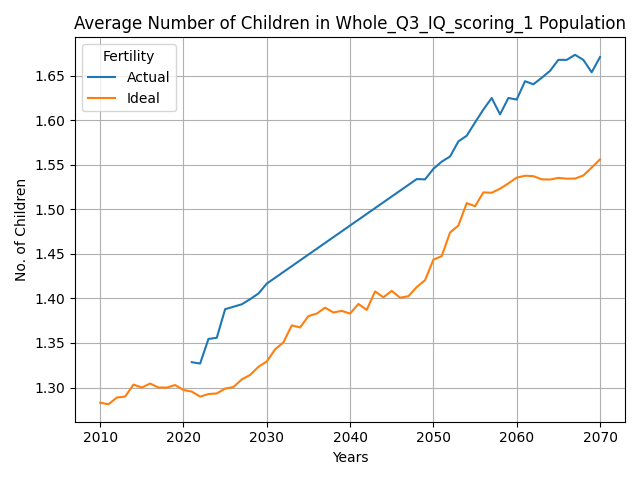 Average Number of Children in Whole_Q3_IQ_scoring_1 Population
Fertility
Actual
Ideal
No. of Children
1.65
1.60
1.55
1.50
1.45
1.40
1.35
1.30
2010
2020
2030
2040
2050
2060
2070
Years